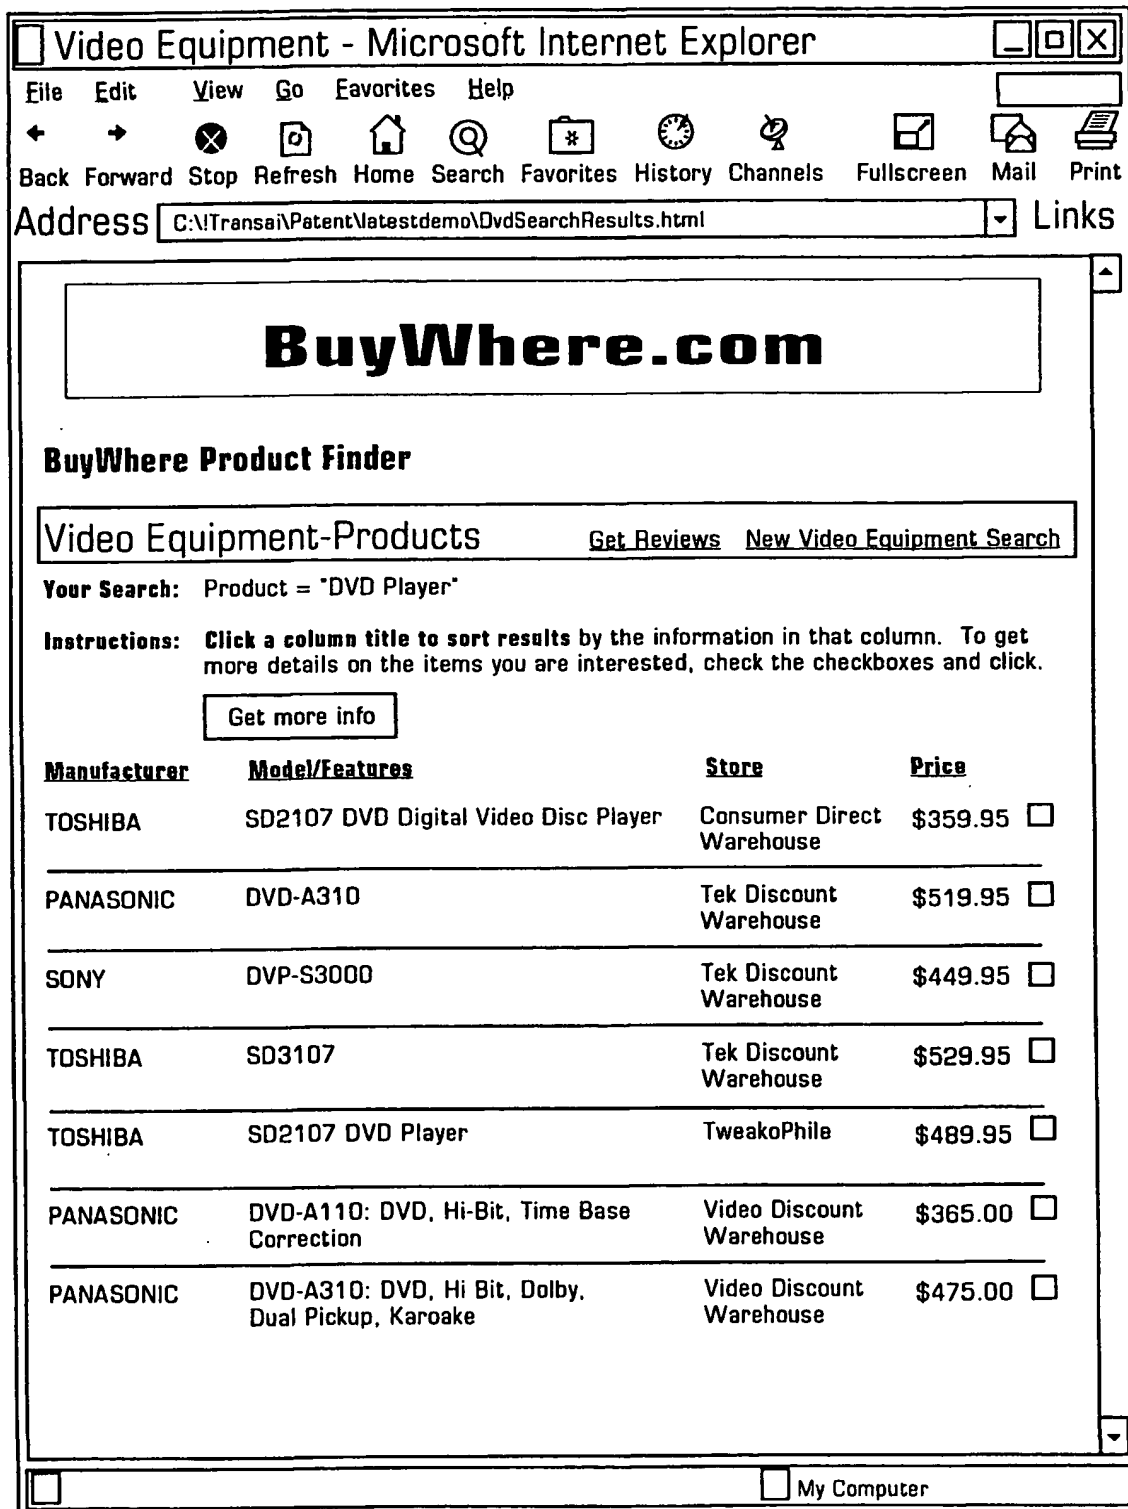 Video Equipment - Microsoft Internet Explorer
File Edit View Go Favorites Help
Back Forward Stop Refresh Home Search Favorites History Channels Fullscreen Mail Print
Address C:\!Transai\Patent\latestdemo\DvdSearchResults.html Links
BuyWhere.com
BuyWhere Product Finder
Video Equipment-Products Get Reviews New Video Equipment Search
Your Search: Product = "DVD Player"
Instructions: Click a column title to sort results by the information in that column. To get
more details on the items you are interested, check the checkboxes and click.
Get more info
Manufacturer Model/Features Store Price
TOSHIBA SD2107 DVD Digital Video Disc Player Consumer Direct $359.95
Warehouse
PANASONIC DVD-A310 Tek Discount $519.95
Warehouse
SONY DVP-S3000 Tek Discount $449.95
Warehouse
TOSHIBA SD3107 Tek Discount $529.95
Warehouse
TOSHIBA SD2107 DVD Player TweakoPhile $489.95
PANASONIC DVD-A110: DVD, Hi-Bit, Time Base Video Discount $365.00
Correction Warehouse
PANASONIC DVD-A310: DVD, Hi Bit, Dolby, Video Discount $475.00
Dual Pickup, Karoake Warehouse
My Computer